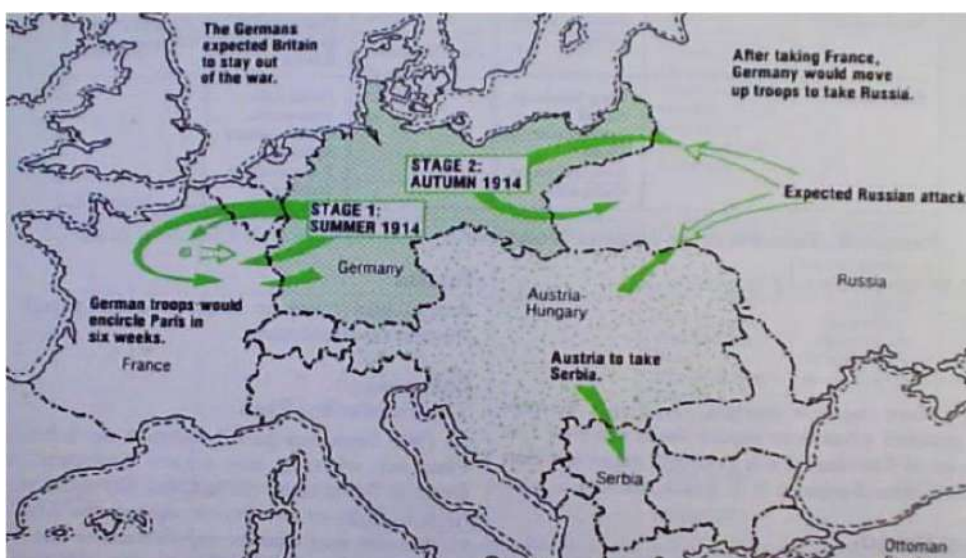 The Germans
expected Britain
to stay out
of the war.
After taking France,
Germany would move
up troops to take Russia.
STAGE 2:
AUTUMN 1914
Expected Russian attack
STAGE 1:
SUMMER 1914
Germany
Austria-
Hungary
Russia
German troops would
encircle Paris in
six weeks.
France
Austria to take
Serbia.
Serbia
Ottoman